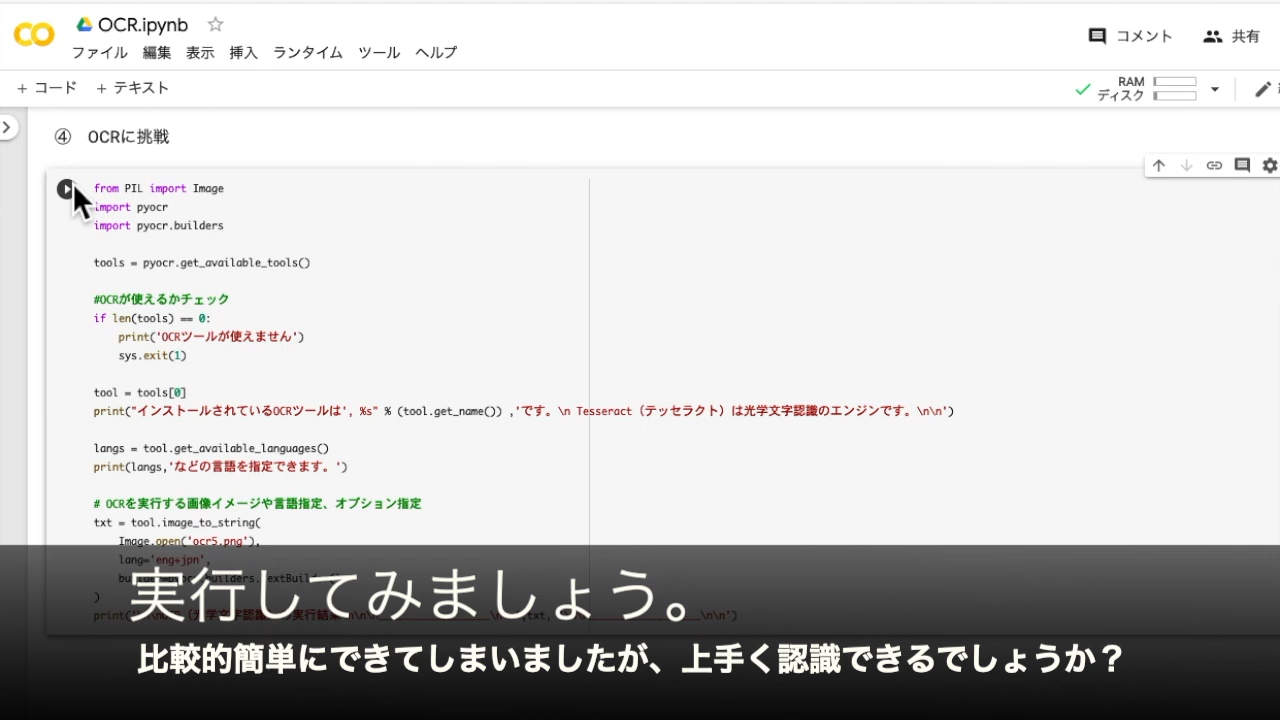 CO OCR.ipynb
ファイル 編集 表示 挿入 ランタイム ツール ヘルプ
コメント 共有
+ コード + テキスト
RAM
ディスク
④ OCRに挑戦
from PIL import Image
import pyocr
import pyocr.builders
tools = pyocr.get_available_tools()
#OCRが使えるかチェック
if len(tools) == 0:
print('OCRツールが使えません')
sys.exit(1)
tool = tools[0]
print("インストールされているOCRツールは', %s" % (tool.get_name()) ,'です。\n Tesseract（テッセラクト）は光学文字認識のエンジンです。\n\n')
langs = tool.get_available_languages()
print(langs,'などの言語を指定できます。')
# OCRを実行する画像イメージや言語指定、オプション指定
txt = tool.image_to_string(
Image.open('ocr5.png'),
lang='eng+jpn',
)
実行してみましょう。
比較的簡単にできてしまいましたが、上手く認識できるでしょうか？